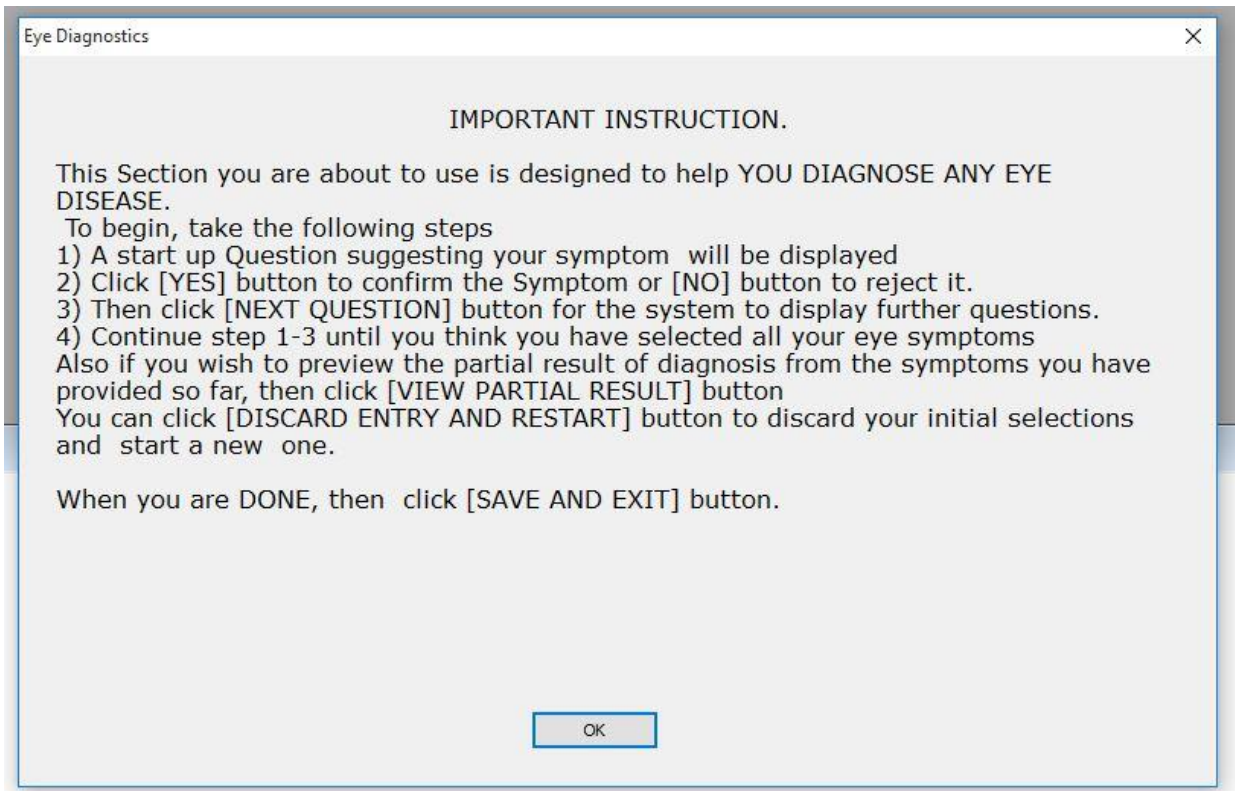 Eye Diagnostics
IMPORTANT INSTRUCTION.
This Section you are about to use is designed to help YOU DIAGNOSE ANY EYE
DISEASE.
To begin, take the following steps
1) A start up Question suggesting your symptom will be displayed
2) Click [YES] button to confirm the Symptom or [NO] button to reject it.
3) Then click [NEXT QUESTION] button for the system to display further questions.
4) Continue step 1-3 until you think you have selected all your eye symptoms
Also if you wish to preview the partial result of diagnosis from the symptoms you have
provided so far, then click [VIEW PARTIAL RESULT] button
You can click [DISCARD ENTRY AND RESTART] button to discard your initial selections
and start a new one.
When you are DONE, then click [SAVE AND EXIT] button.
OK